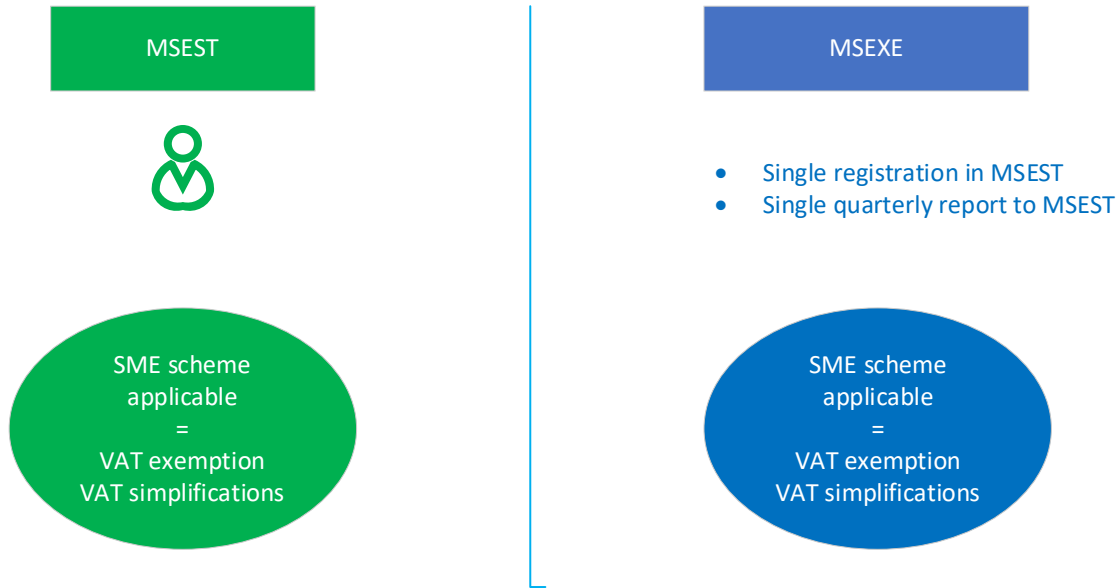 MSEST
MSEXE
• Single registration in MSEST
• Single quarterly report to MSEST
SME scheme
applicable
=
VAT exemption
VAT simplifications
SME scheme
applicable
=
VAT exemption
VAT simplifications